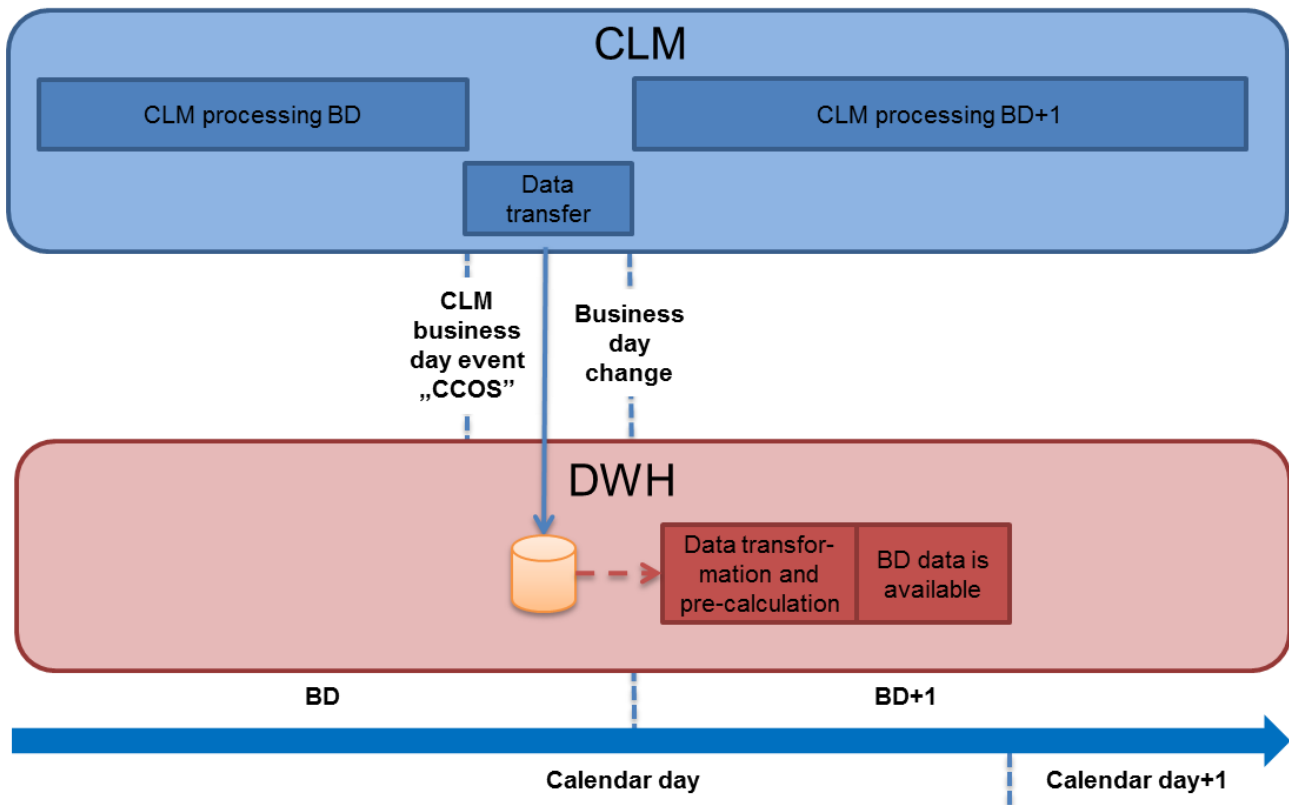 CLM
CLM processing BD
CLM processing BD+1
Data
transfer
CLM
business
day event
„CCOS”
Business
day
change
DWH
Data transfor-
mation and
pre-calculation
BD data is
available
BD
BD+1
Calendar day
Calendar day+1